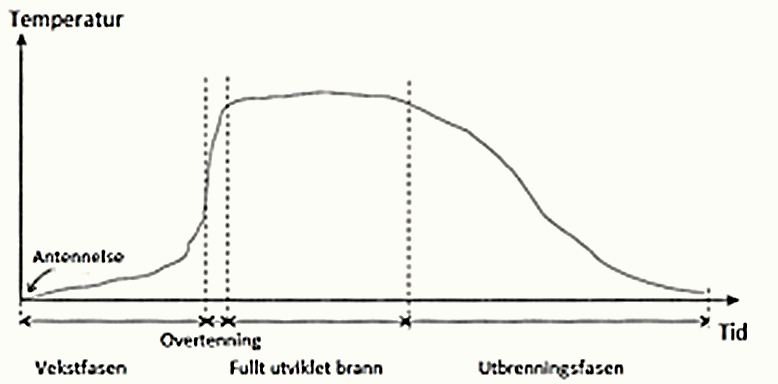 Temperatur
Antennelse
Tid
Overtenning
Vekstfasen
Fullt utviklet brann
Utbrenningsfasen